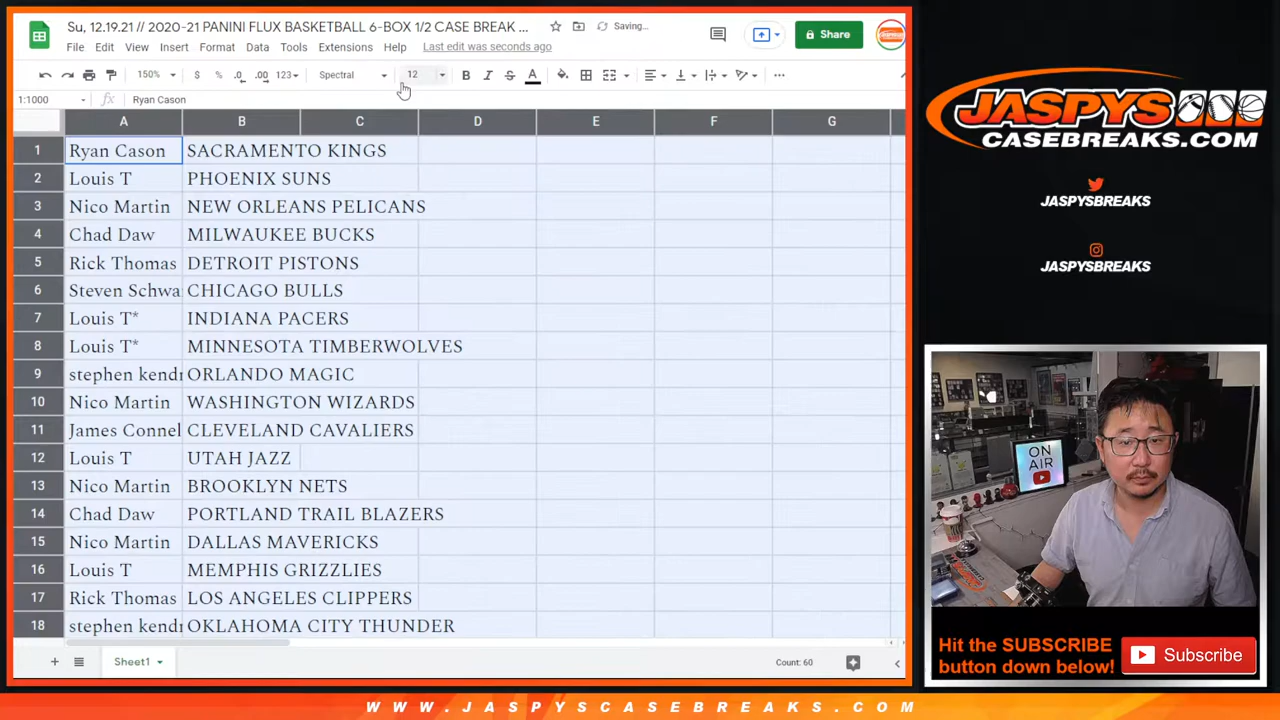 Su, 12.19.21 // 2020-21 PANINI FLUX BASKETBALL 6-BOX 1/2 CASE BREAK ...
Saving...
Share
File Edit View Insert Format Data Tools Extensions Help Last edit was seconds ago
150% $ % .0 .00 123 Spectral 12 B I S A
1:1000 fx Ryan Cason
A B C D E F G
1 Ryan Cason SACRAMENTO KINGS
2 Louis T PHOENIX SUNS
3 Nico Martin NEW ORLEANS PELICANS
4 Chad Daw MILWAUKEE BUCKS
5 Rick Thomas DETROIT PISTONS
6 Steven Schwa CHICAGO BULLS
7 Louis T* INDIANA PACERS
8 Louis T* MINNESOTA TIMBERWOLVES
9 stephen kendr ORLANDO MAGIC
10 Nico Martin WASHINGTON WIZARDS
11 James Connel CLEVELAND CAVALIERS
12 Louis T UTAH JAZZ
13 Nico Martin BROOKLYN NETS
14 Chad Daw PORTLAND TRAIL BLAZERS
15 Nico Martin DALLAS MAVERICKS
16 Louis T MEMPHIS GRIZZLIES
17 Rick Thomas LOS ANGELES CLIPPERS
18 stephen kendr OKLAHOMA CITY THUNDER
Sheet1
Count: 60
JASPYS
CASEBREAKS.COM
JASPYSBREAKS
JASPYSBREAKS
ON
AIR
Hit the SUBSCRIBE
button down below!
Subscribe
WWW.JASPYSCASEBREAKS.COM